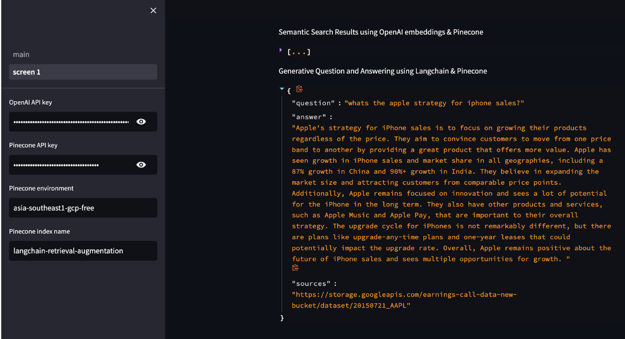 main
screen 1
OpenAI API key
Pinecone API key
Pinecone environment
asia-southeast1-gcp-free
Pinecone index name
langchain-retrieval-augmentation
Semantic Search Results using OpenAI embeddings & Pinecone
[...]
Generative Question and Answering using Langchain & Pinecone
{
"question" : "whats the apple strategy for iphone sales?"
"answer" :
"Apple's strategy for iPhone sales is to focus on growing their products
regardless of the price. They aim to convince customers to move from one price
band to another by providing a great product that offers more value. Apple has
seen growth in iPhone sales and market share in all geographies, including a
87% growth in China and 90%+ growth in India. They believe in expanding the
market size and attracting customers from comparable price points.
Additionally, Apple remains focused on innovation and sees a lot of potential
for the iPhone in the long term. They also have other products and services,
such as Apple Music and Apple Pay, that are important to their overall
strategy. The upgrade cycle for iPhones is not remarkably different, but there
are plans like upgrade-any-time plans and one-year leases that could
potentially impact the upgrade rate. Overall, Apple remains positive about the
future of iPhone sales and sees multiple opportunities for growth. "
"sources" :
"https://storage.googleapis.com/earnings-call-data-new-
bucket/dataset/20150721_AAPL"
}